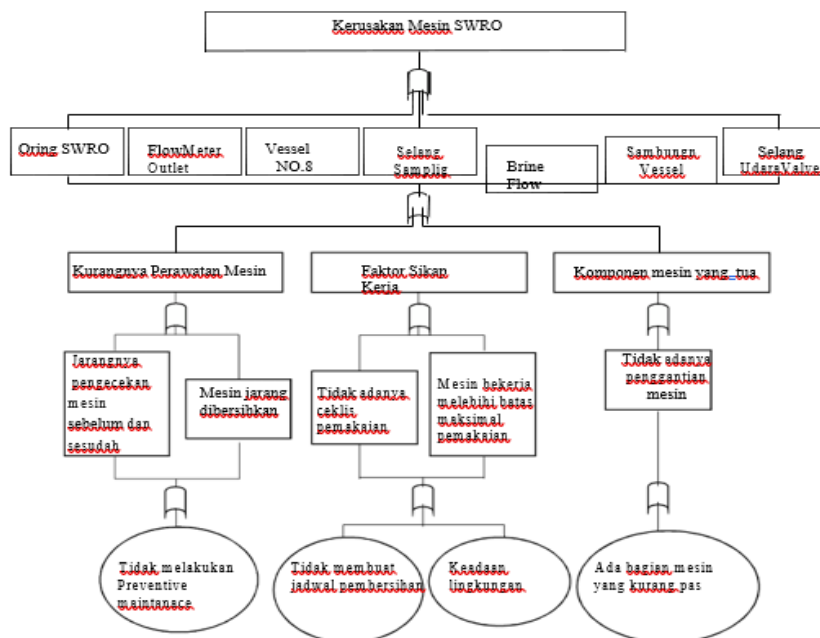 Kerusakan Mesin SWRO
Oring SWRO
FlowMeter
Outlet
Vessel
NO.8
Selang
Samplig
Brine
Flow
Sambungn
Vessel
Selang
UdaraValve
Kurangnya Perawatan Mesin
Faktor Sikap
Kerja
Komponen mesin yang tua
Jarangnya
pengecekan
mesin
sebelum dan
sesudah
Mesin jarang
dibersihkan
Tidak adanya
ceklis
pemakaian
Mesin bekerja
melebihi batas
maksimal
pemakaian
Tidak adanya
penggantian
mesin
Tidak melakukan
Preventive
maintanace
Tidak membuat
jadwal pembersihan
Keadaan
lingkungan
Ada bagian mesin
yang kurang pas